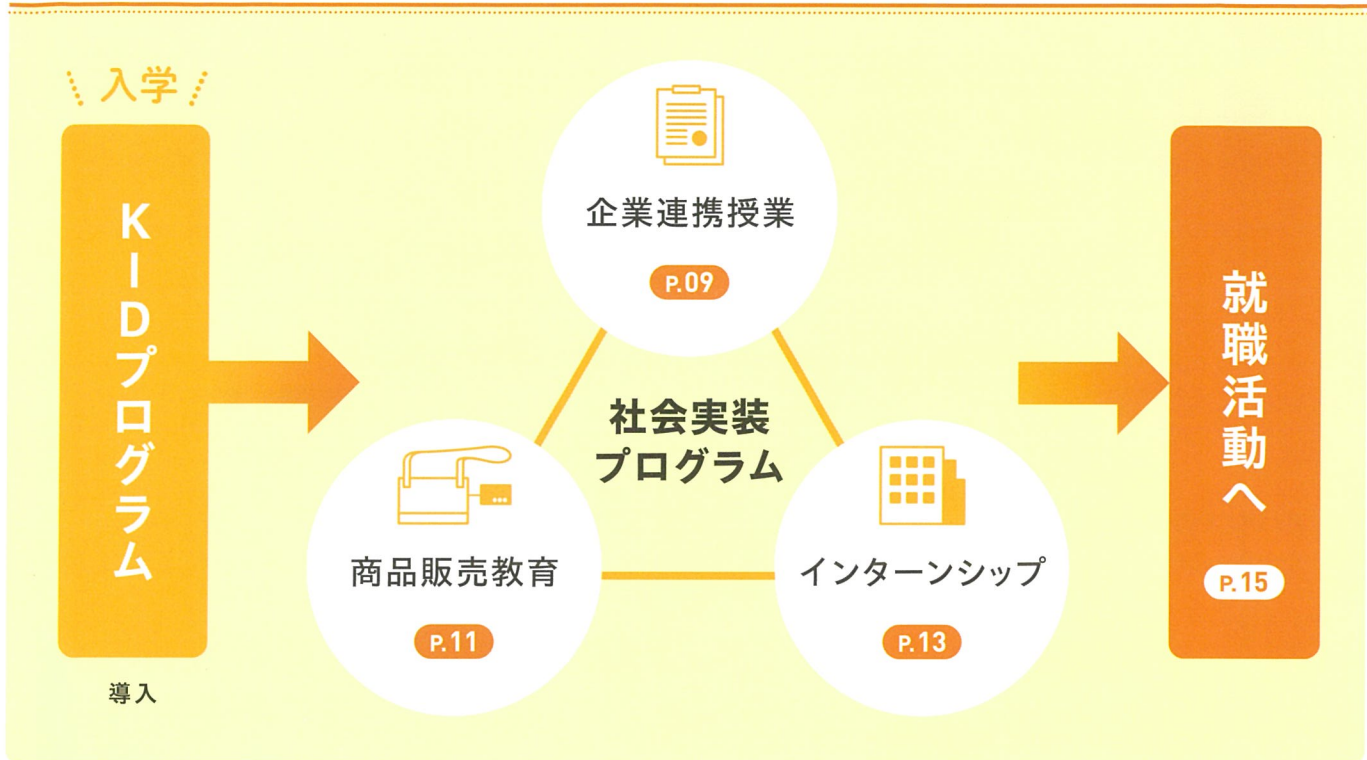 入学
KIDプログラム
導入
企業連携授業
P.09
社会実装
プログラム
商品販売教育
P.11
インターンシップ
P.13
就職活動へ
P.15